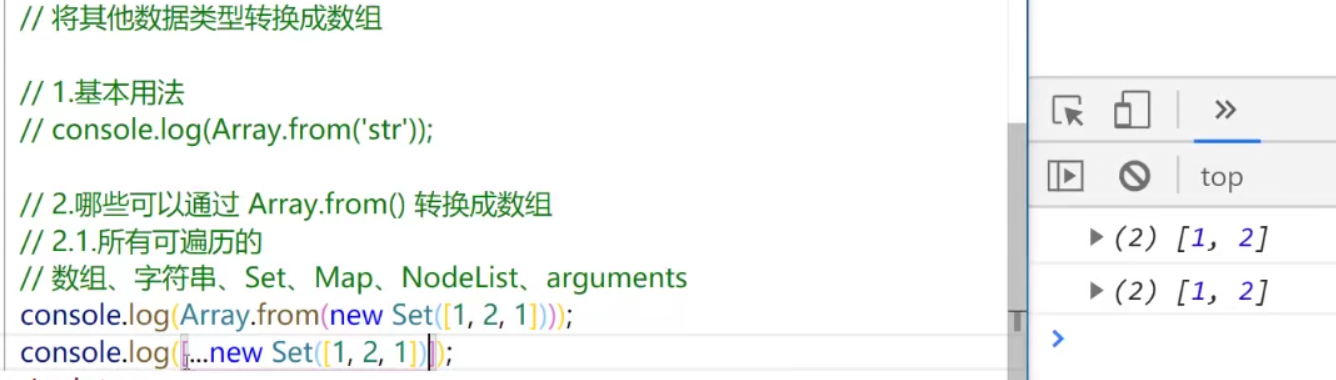 // 将其他数据类型转换成数组
// 1.基本用法
// console.log(Array.from('str'));
// 2.哪些可以通过 Array.from() 转换成数组
// 2.1.所有可遍历的
// 数组、字符串、Set、Map、NodeList、arguments
console.log(Array.from(new Set([1, 2, 1])));
console.log([...new Set([1, 2, 1])]);
top
(2) [1, 2]
(2) [1, 2]